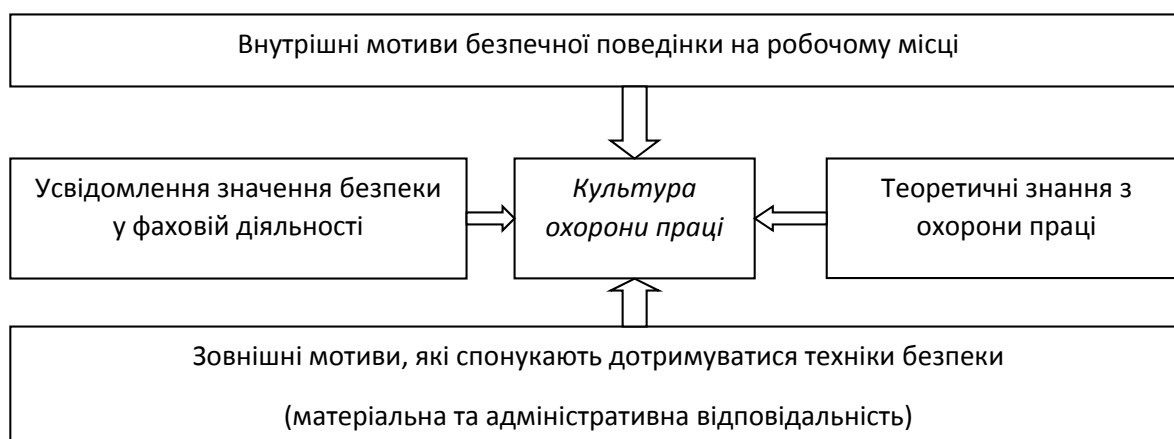 Внутрішні мотиви безпечної поведінки на робочому місці
Усвідомлення значення безпеки
у фаховій діяльності
Культура
охорони праці
Теоретичні знання з
охорони праці
Зовнішні мотиви, які спонукають дотримуватися техніки безпеки
(матеріальна та адміністративна відповідальність)